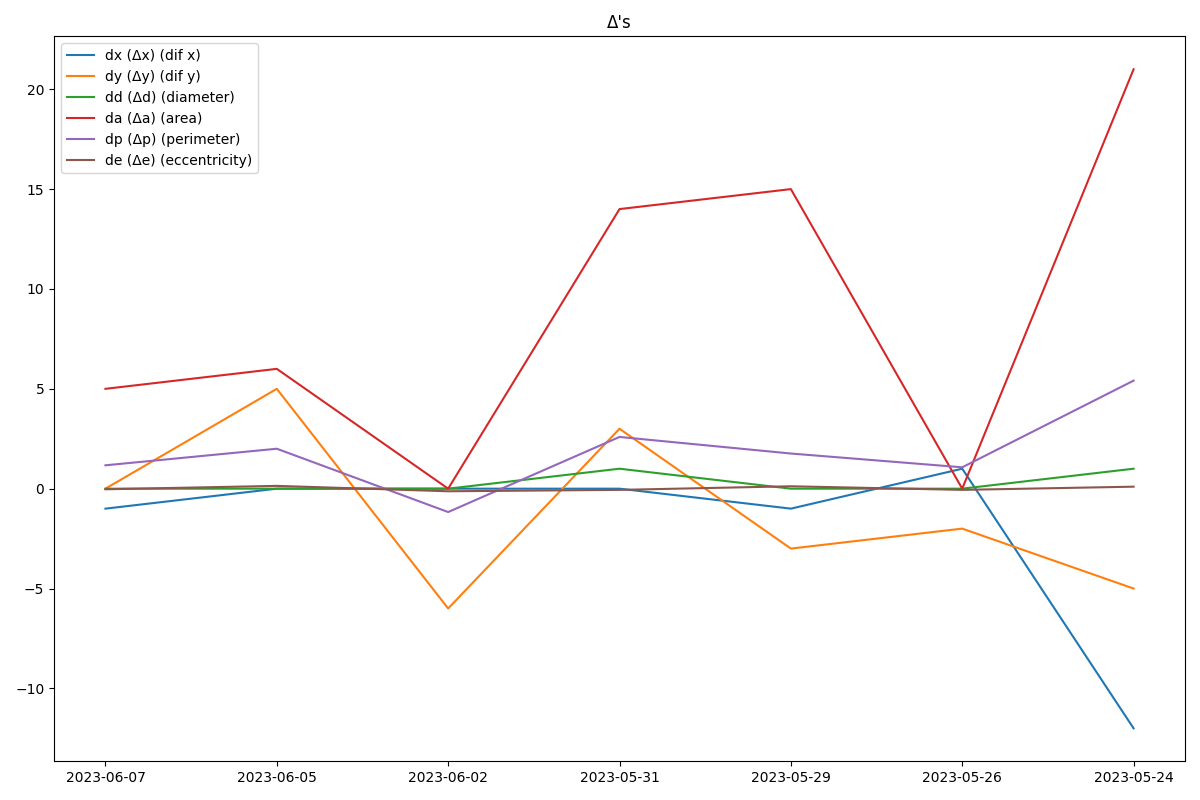 Δ's
dx (Δx) (dif x)
dy (Δy) (dif y)
dd (Δd) (diameter)
da (Δa) (area)
dp (Δp) (perimeter)
de (Δe) (eccentricity)
20
15
10
5
0
−5
−10
2023-06-07 2023-06-05 2023-06-02 2023-05-31 2023-05-29 2023-05-26 2023-05-24